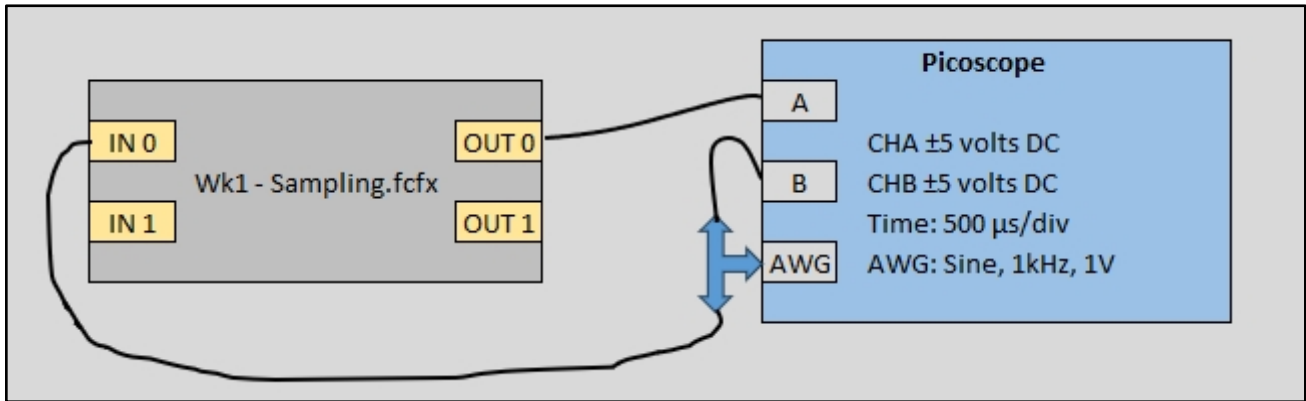 Picoscope
A
IN 0
OUT 0
CHA ±5 volts DC
Wk1 - Sampling.fcfx
B
CHB ±5 volts DC
IN 1
OUT 1
Time: 500 µs/div
AWG
AWG: Sine, 1kHz, 1V